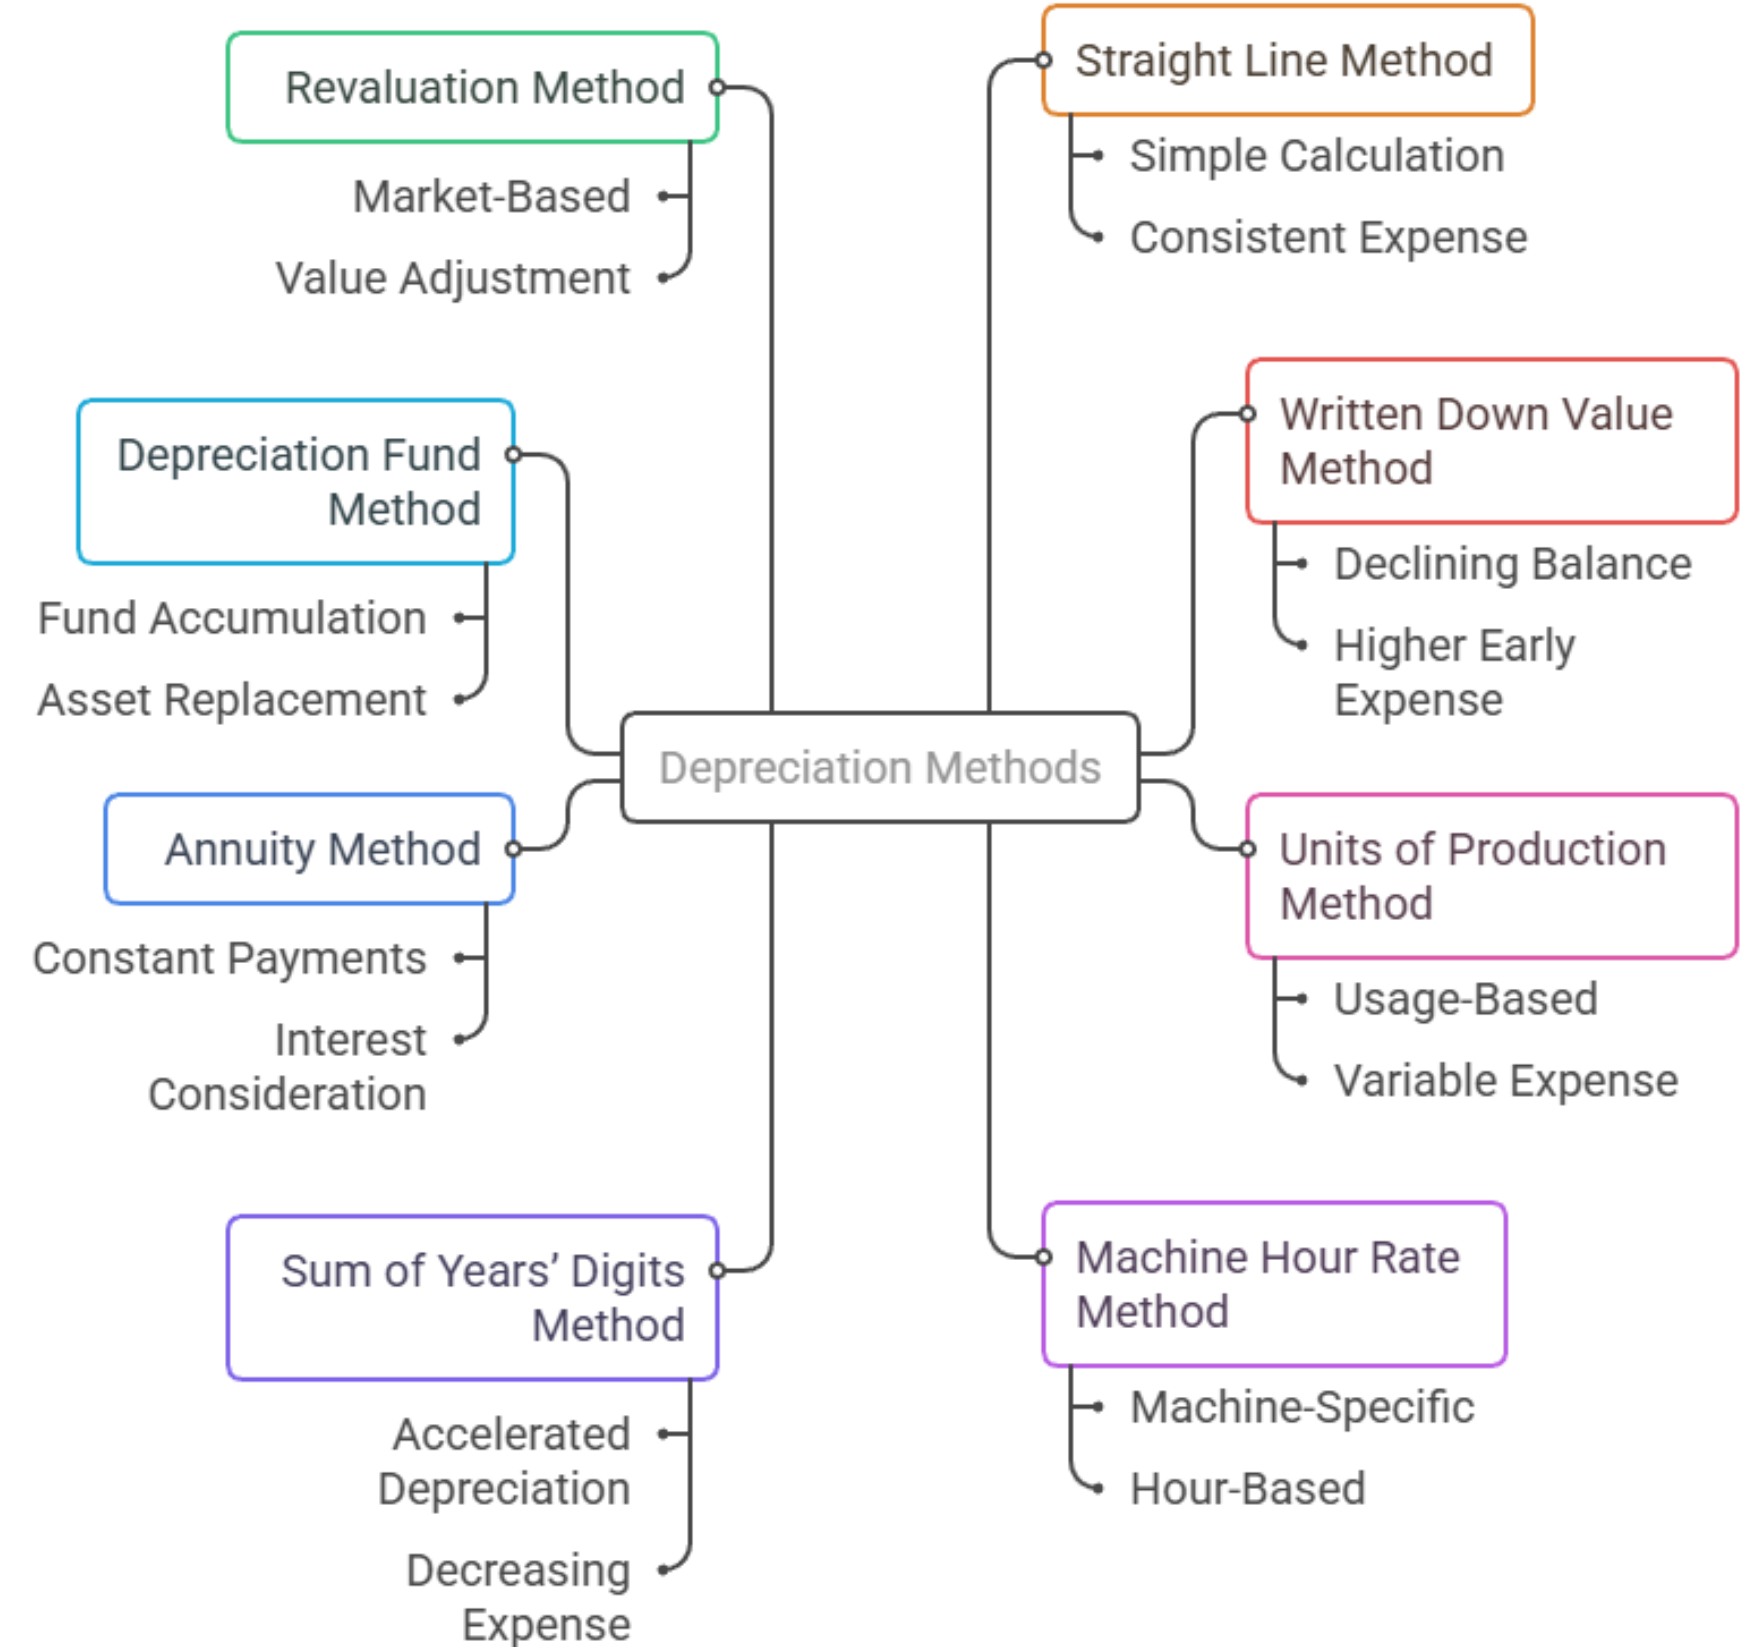 Depreciation Methods
Straight Line Method
Simple Calculation
Consistent Expense
Written Down Value
Method
Declining Balance
Higher Early
Expense
Units of Production
Method
Usage-Based
Variable Expense
Machine Hour Rate
Method
Machine-Specific
Hour-Based
Sum of Years’ Digits
Method
Accelerated
Depreciation
Decreasing
Expense
Annuity Method
Constant Payments
Interest
Consideration
Depreciation Fund
Method
Fund Accumulation
Asset Replacement
Revaluation Method
Market-Based
Value Adjustment